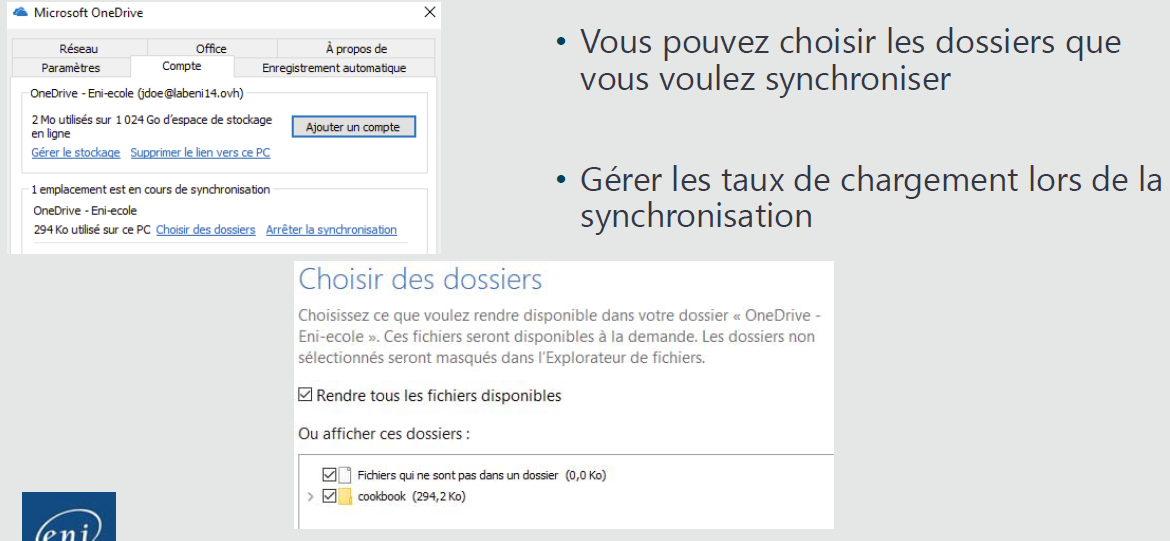 Microsoft OneDrive
Réseau
Office
À propos de
Paramètres
Compte
Enregistrement automatique
OneDrive - Eni-ecole (jdoe@labeni14.ovh)
2 Mo utilisés sur 1 024 Go d'espace de stockage
en ligne
Ajouter un compte
Gérer le stockage Supprimer le lien vers ce PC
1 emplacement est en cours de synchronisation
OneDrive - Eni-ecole
294 Ko utilisé sur ce PC Choisir des dossiers Arrêter la synchronisation
• Vous pouvez choisir les dossiers que
vous voulez synchroniser
• Gérer les taux de chargement lors de la
synchronisation
Choisir des dossiers
Choisissez ce que voulez rendre disponible dans votre dossier « OneDrive -
Eni-ecole ». Ces fichiers seront disponibles à la demande. Les dossiers non
sélectionnés seront masqués dans l'Explorateur de fichiers.
Rendre tous les fichiers disponibles
Ou afficher ces dossiers :
Fichiers qui ne sont pas dans un dossier (0,0 Ko)
cookbook (294,2 Ko)
eni